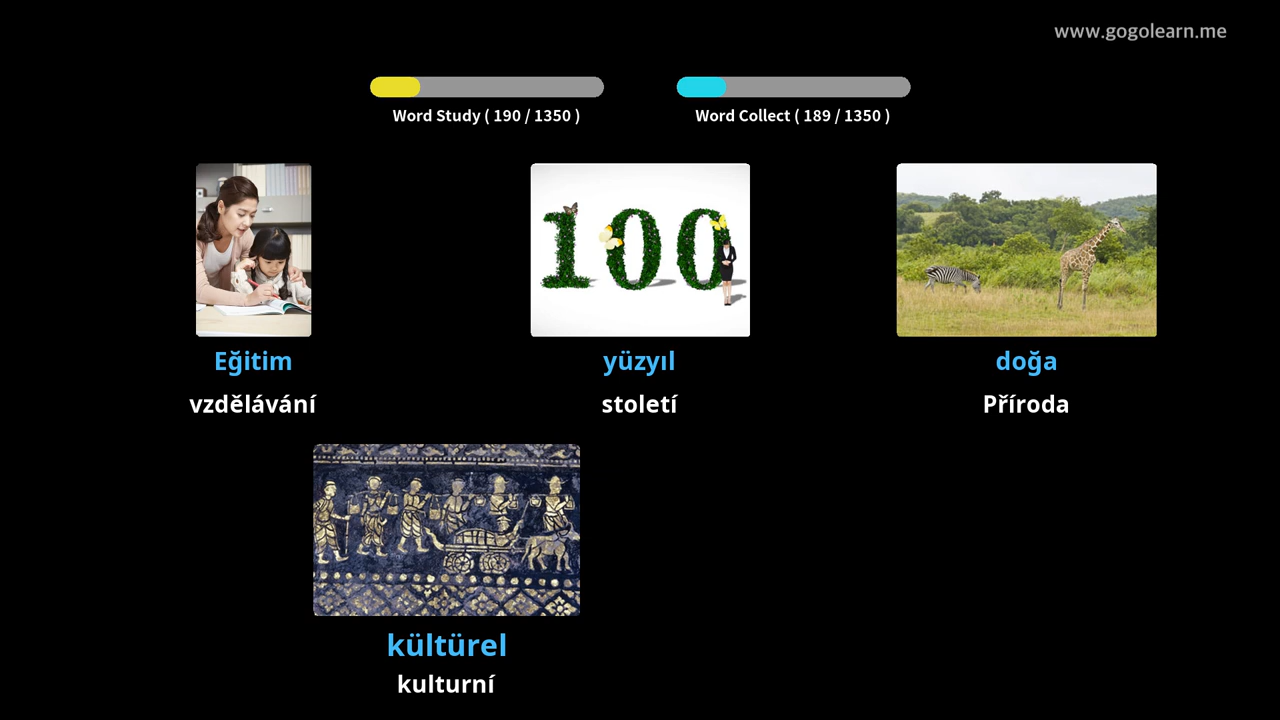 www.gogolearn.me
Word Study ( 190 / 1350 )
Word Collect ( 189 / 1350 )
100
Eğitim
yüzyıl
doğa
vzdělávání
století
Příroda
kültürel
kulturní